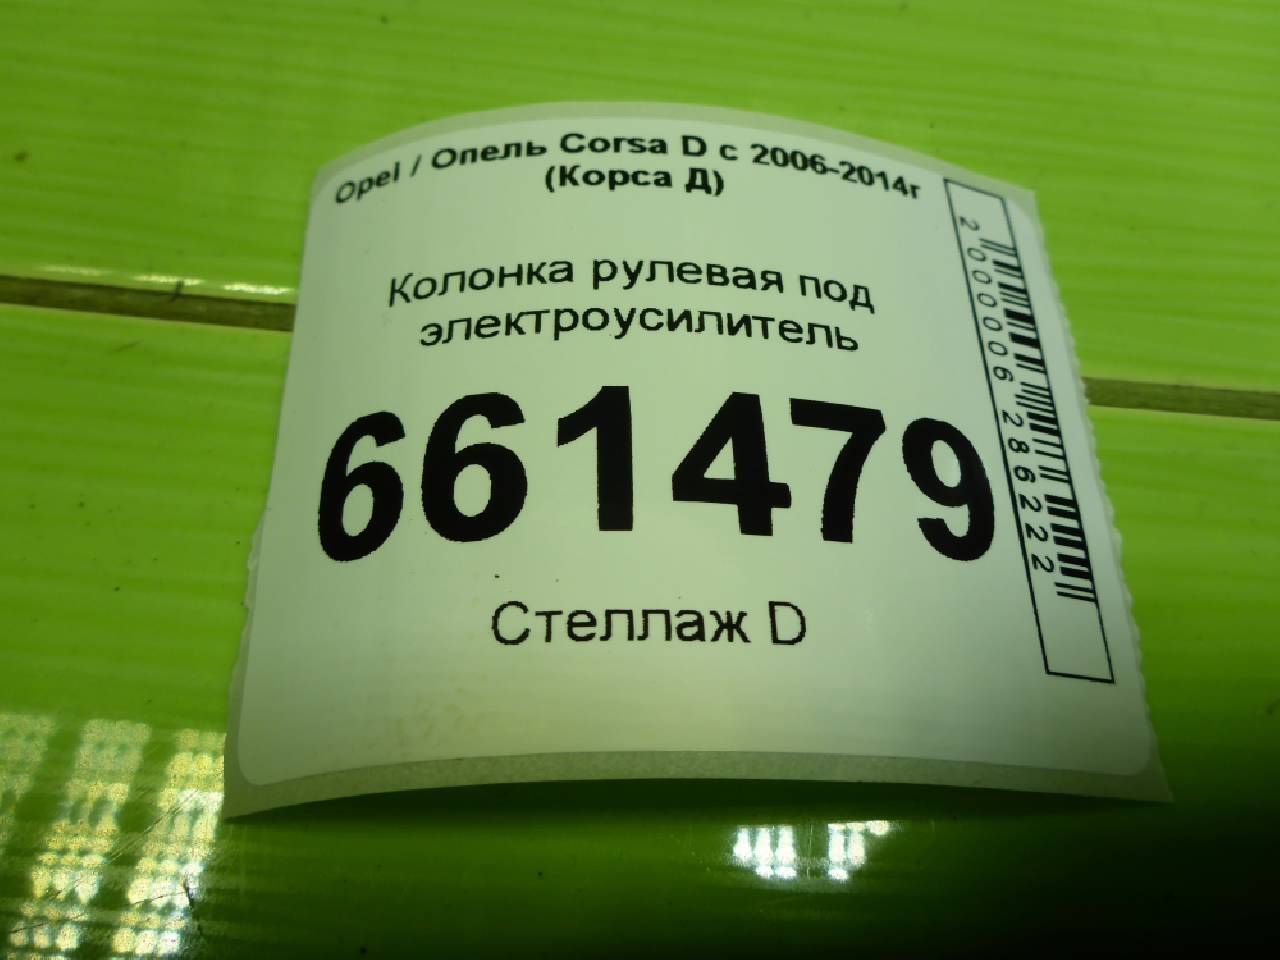 Opel / Опель Corsa D с 2006-2014г
(Корса Д)
Колонка рулевая под
электроусилитель
661479
Стеллаж D
2000006286222